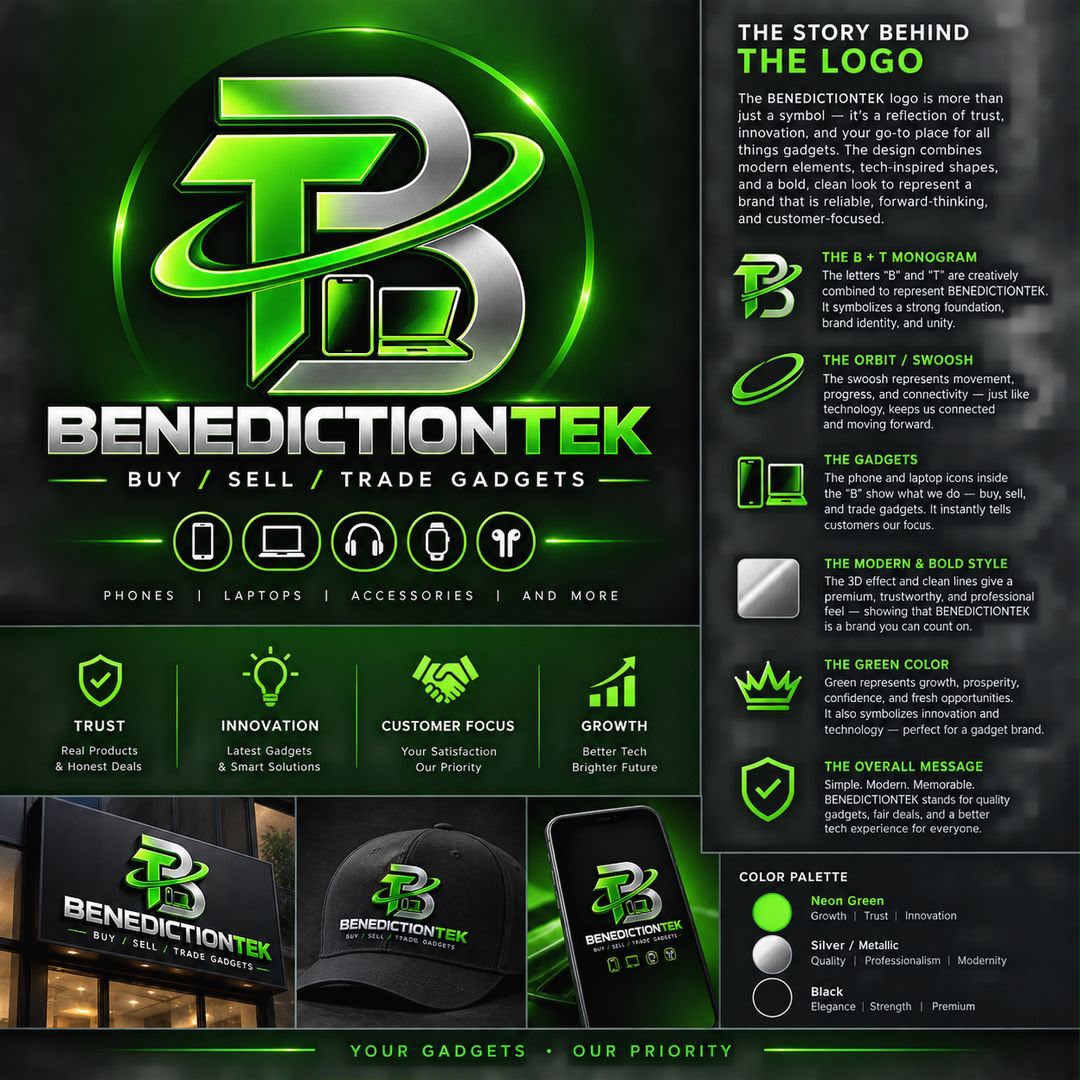 BENEDICTIONTEK
BUY / SELL / TRADE GADGETS
PHONES | LAPTOPS | ACCESSORIES | AND MORE
TRUST
Real Products
& Honest Deals
INNOVATION
Latest Gadgets
& Smart Solutions
CUSTOMER FOCUS
Your Satisfaction
Our Priority
GROWTH
Better Tech
Brighter Future
BENEDICTIONTEK
BUY / SELL / TRADE GADGETS
BENEDICTIONTEK
BUY / SELL / TRADE GADGETS
BENEDICTIONTEK
BUY / SELL / TRADE GADGETS
THE STORY BEHIND
THE LOGO
The BENEDICTIONTEK logo is more than
just a symbol — it's a reflection of trust,
innovation, and your go-to place for all
things gadgets. The design combines
modern elements, tech-inspired shapes,
and a bold, clean look to represent a
brand that is reliable, forward-thinking,
and customer-focused.
THE B + T MONOGRAM
The letters "B" and "T" are creatively
combined to represent BENEDICTIONTEK.
It symbolizes a strong foundation,
brand identity, and unity.
THE ORBIT / SWOOSH
The swoosh represents movement,
progress, and connectivity — just like
technology, keeps us connected
and moving forward.
THE GADGETS
The phone and laptop icons inside
the "B" show what we do — buy, sell,
and trade gadgets. It instantly tells
customers our focus.
THE MODERN & BOLD STYLE
The 3D effect and clean lines give a
premium, trustworthy, and professional
feel — showing that BENEDICTIONTEK
is a brand you can count on.
THE GREEN COLOR
Green represents growth, prosperity,
confidence, and fresh opportunities.
It also symbolizes innovation and
technology — perfect for a gadget brand.
THE OVERALL MESSAGE
Simple. Modern. Memorable.
BENEDICTIONTEK stands for quality
gadgets, fair deals, and a better
tech experience for everyone.
COLOR PALETTE
Neon Green
Growth | Trust | Innovation
Silver / Metallic
Quality | Professionalism | Modernity
Black
Elegance | Strength | Premium
YOUR GADGETS • OUR PRIORITY